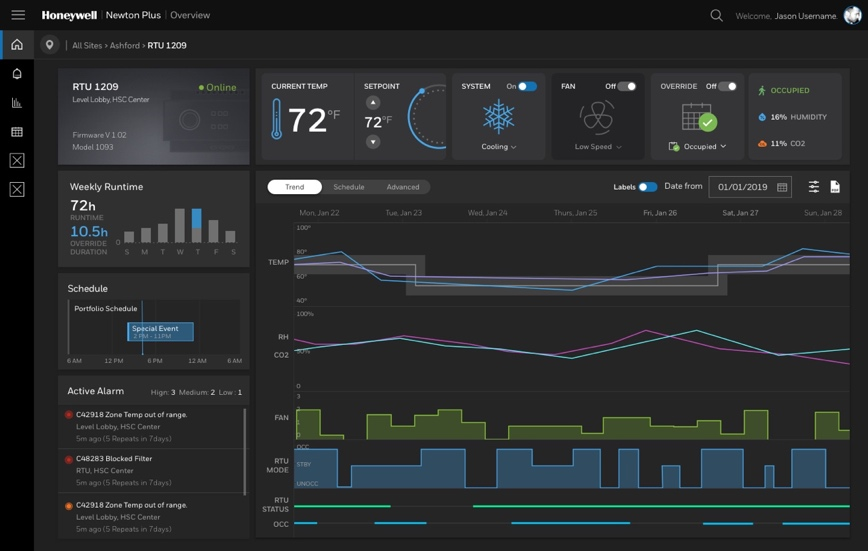 Honeywell | Newton Plus | Overview
Welcome, Jason Username.
All Sites > Ashford > RTU 1209
RTU 1209
Online
Level Lobby, HSC Center
Firmware V 1.02
Model 1093
CURRENT TEMP
72°F
SETPOINT
72°F
SYSTEM
On
Cooling
FAN
Off
Low Speed
OVERRIDE
Off
Occupied
OCCUPIED
16% HUMIDITY
11% CO2
Weekly Runtime
72h
RUNTIME
10.5h
OVERRIDE
DURATION
0
S M T W T F S
Schedule
Portfolio Schedule
Special Event
2 PM - 11PM
6 AM 12 PM 6 PM 12 AM 6 AM
Active Alarm
Hign: 3 Medium: 2 Low : 1
C42918 Zone Temp out of range.
Level Lobby, HSC Center
5m ago (5 Repeats in 7days)
C48283 Blocked Filter
RTU, HSC Center
5m ago (5 Repeats in 7days)
C42918 Zone Temp out of range.
Level Lobby, HSC Center
5m ago (5 Repeats in 7days)
Trend Schedule Advanced
Labels
Date from
01/01/2019
Mon, Jan 22 Tue, Jan 23 Wed, Jan 24 Thurs, Jan 25 Fri, Jan 26 Sat, Jan 27 Sun, Jan 28
100°
80°
TEMP
60°
40°
100%
RH
50%
CO2
0
3
2
FAN
1
0
OCC
RTU
MODE
STBY
UNOCC
RTU
STATUS
OCC